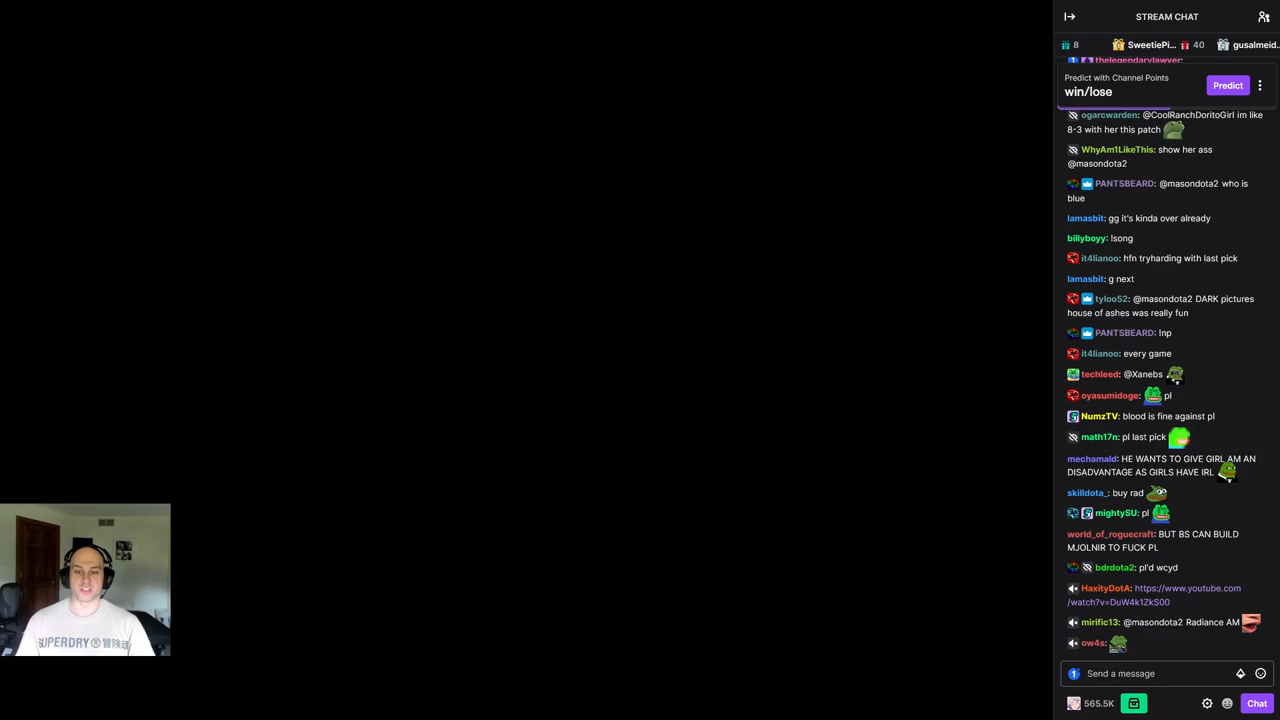 STREAM CHAT
8
SweetiePi... 40
gusalmeid..
thelegendarylawyer:
Predict with Channel Points
win/lose
Predict
ogarcwarden: @CoolRanchDoritoGirl im like
8-3 with her this patch
WhyAm1LikeThis: show her ass
@masondota2
PANTSBEARD: @masondota2 who is
blue
lamasbit: gg it's kinda over already
billyboyy: !song
it4lianoo: hfn tryharding with last pick
lamasbit: g next
tyloo52: @masondota2 DARK pictures
house of ashes was really fun
PANTSBEARD: !np
it4lianoo: every game
techleed: @Xanebs
oyasumidoge: pl
NumzTV: blood is fine against pl
math17n: pl last pick
mechamald: HE WANTS TO GIVE GIRL AM AN
DISADVANTAGE AS GIRLS HAVE IRL
skilldota_: buy rad
mightySU: pl
world_of_roguecraft: BUT BS CAN BUILD
MJOLNIR TO FUCK PL
bdrdota2: pl'd wcyd
HaxityDotA: https://www.youtube.com
/watch?v=DuW4k1ZkS00
mirific13: @masondota2 Radiance AM
ow4s:
Send a message
565.5K
Chat
SUPERDRY®冒険魂